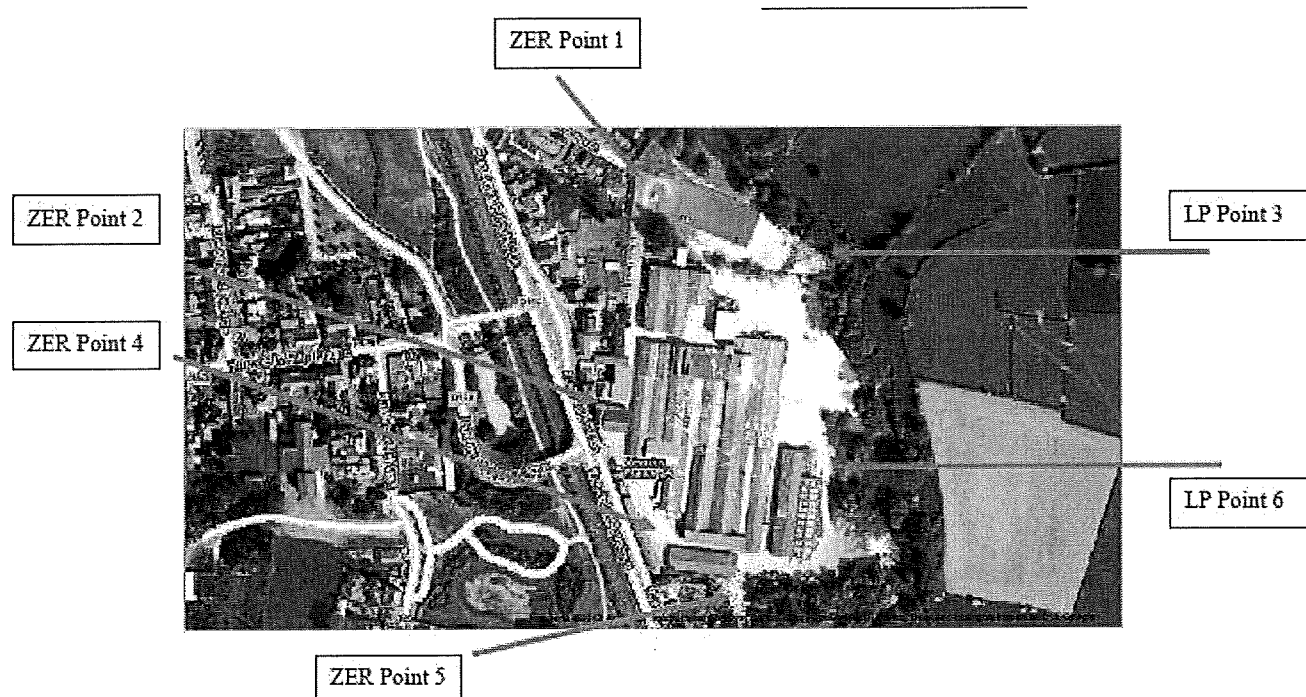 ZER Point 1
ZER Point 2
LP Point 3
ZER Point 4
LP Point 6
ZER Point 5